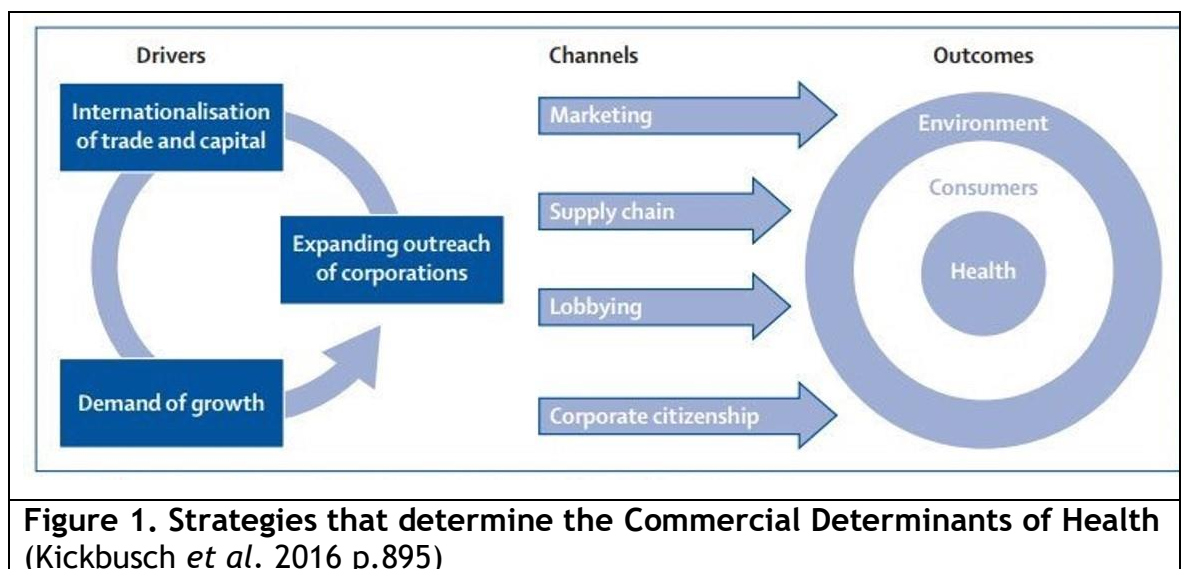 Drivers
Channels
Outcomes
Internationalisation
of trade and capital
Expanding outreach
of corporations
Demand of growth
Marketing
Supply chain
Lobbying
Corporate citizenship
Environment
Consumers
Health
Figure 1. Strategies that determine the Commercial Determinants of Health
(Kickbusch et al. 2016 p.895)